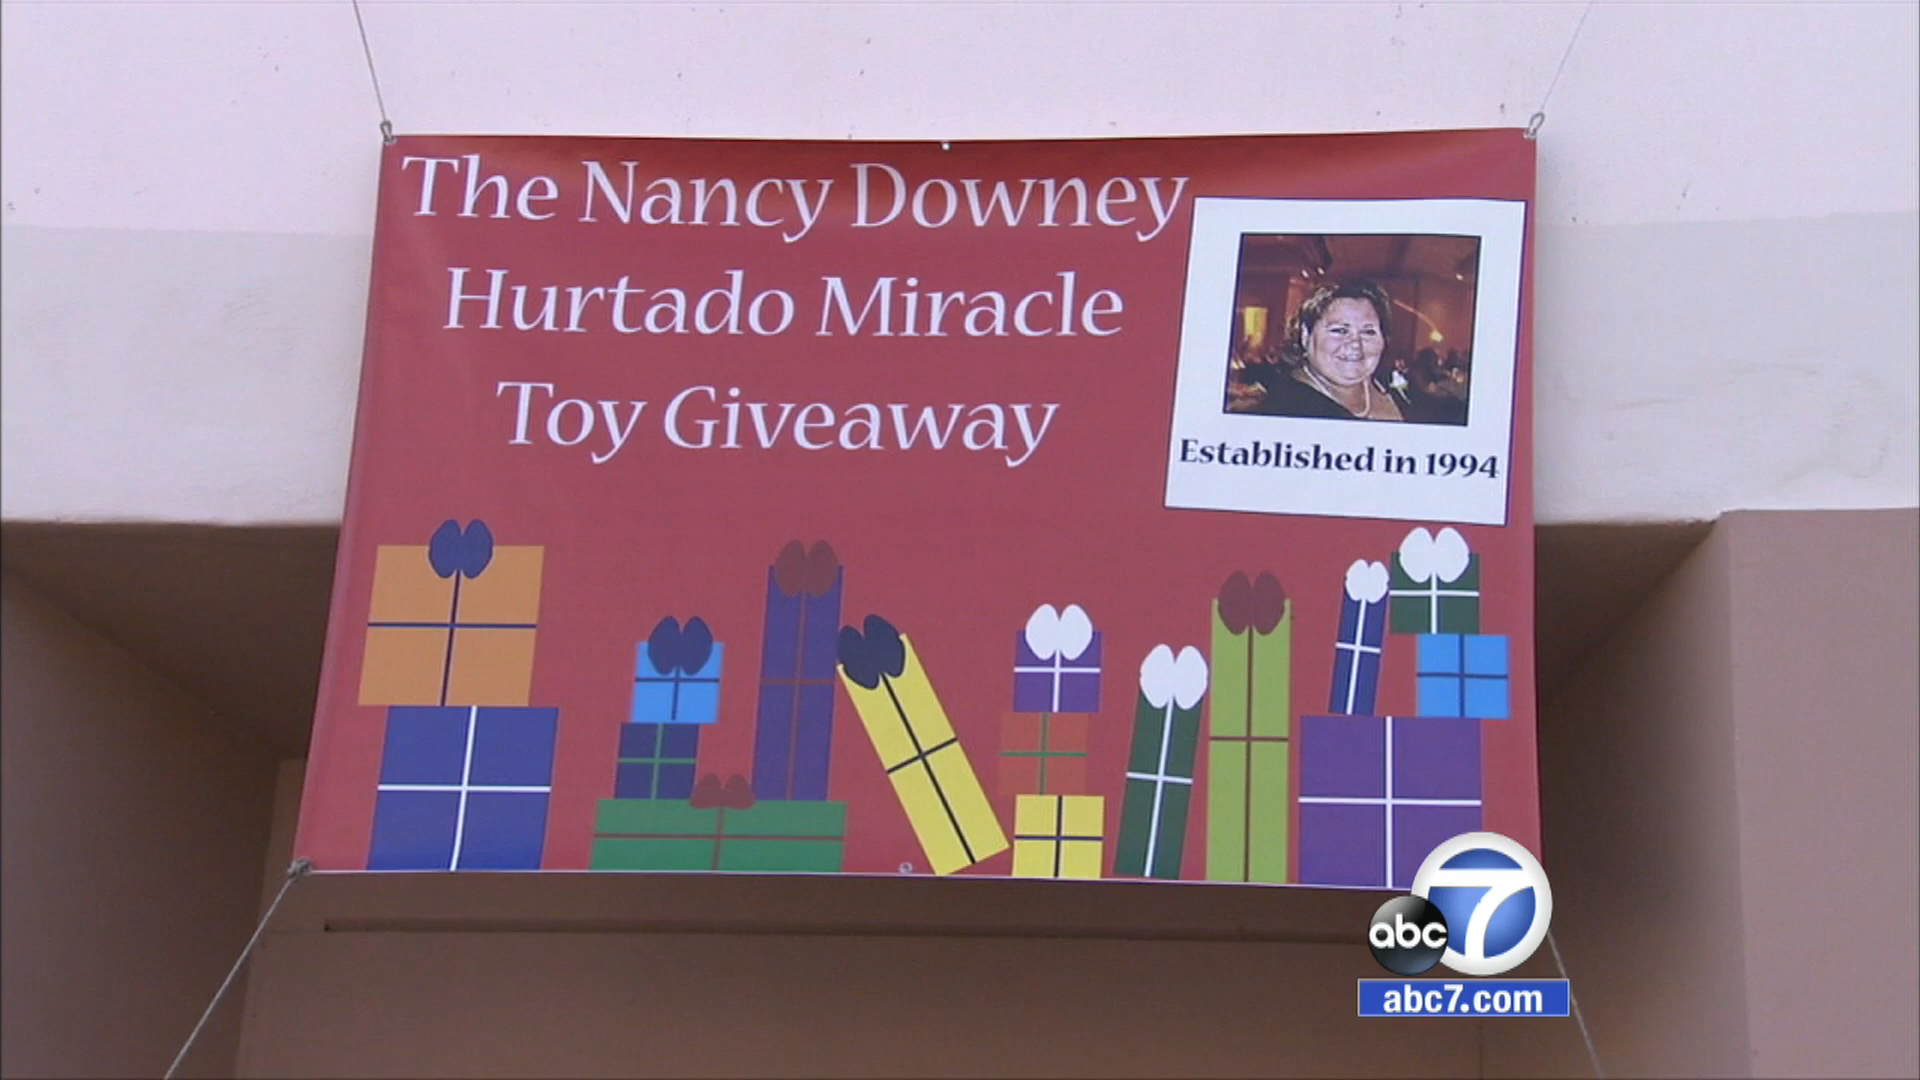 The Nancy Downey
Hurtado Miracle
Toy Giveaway
Established in 1994
abc 7
abc7.com